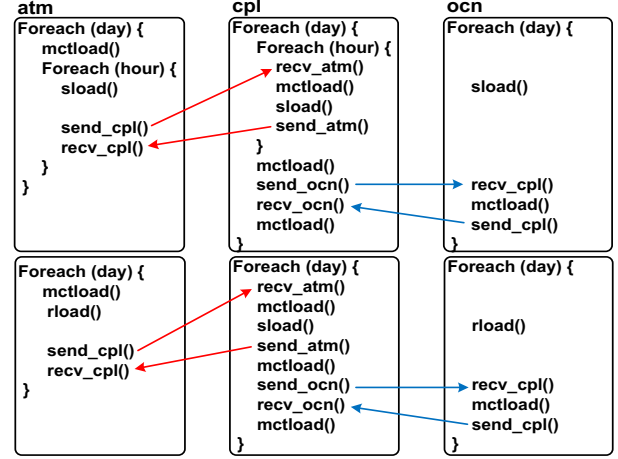 atm
Foreach (day) {
mctload()
Foreach (hour) {
sload()
send_cpl()
recv_cpl()
}
}
cpl
Foreach (day) {
Foreach (hour) {
recv_atm()
mctload()
sload()
send_atm()
}
mctload()
send_ocn()
recv_ocn()
mctload()
}
ocn
Foreach (day) {
sload()
recv_cpl()
mctload()
send_cpl()
}
Foreach (day) {
mctload()
rload()
send_cpl()
recv_cpl()
}
Foreach (day) {
recv_atm()
mctload()
sload()
send_atm()
mctload()
send_ocn()
recv_ocn()
mctload()
}
Foreach (day) {
rload()
recv_cpl()
mctload()
send_cpl()
}